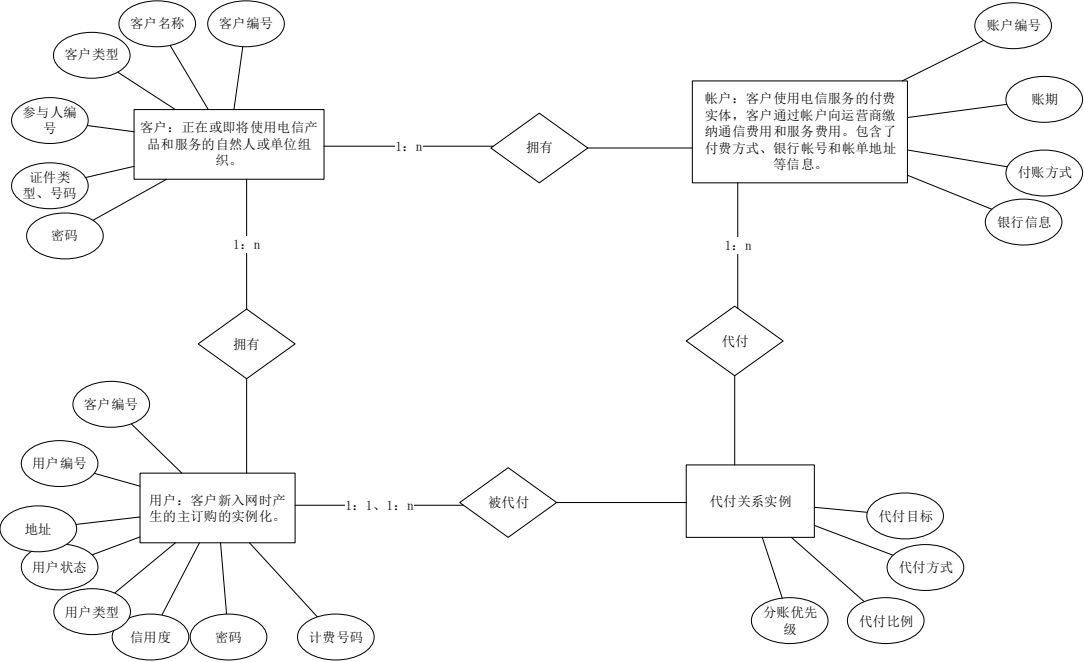 客户名称
客户编号
客户类型
参与人编
号
证件类
型、号码
密码
客户：正在或即将使用电信产
品和服务的自然人或单位组
织。
1：n
拥有
帐户：客户使用电信服务的付费
实体，客户通过帐户向运营商缴
纳通信费用和服务费用。包含了
付费方式、银行帐号和帐单地址
等信息。
账户编号
账期
付账方式
银行信息
1：n
1：n
拥有
代付
客户编号
用户编号
地址
用户状态
用户类型
信用度
密码
计费号码
用户：客户新入网时产
生的主订购的实例化。
1：1、1：n
被代付
代付关系实例
代付目标
代付方式
代付比例
分账优先
级